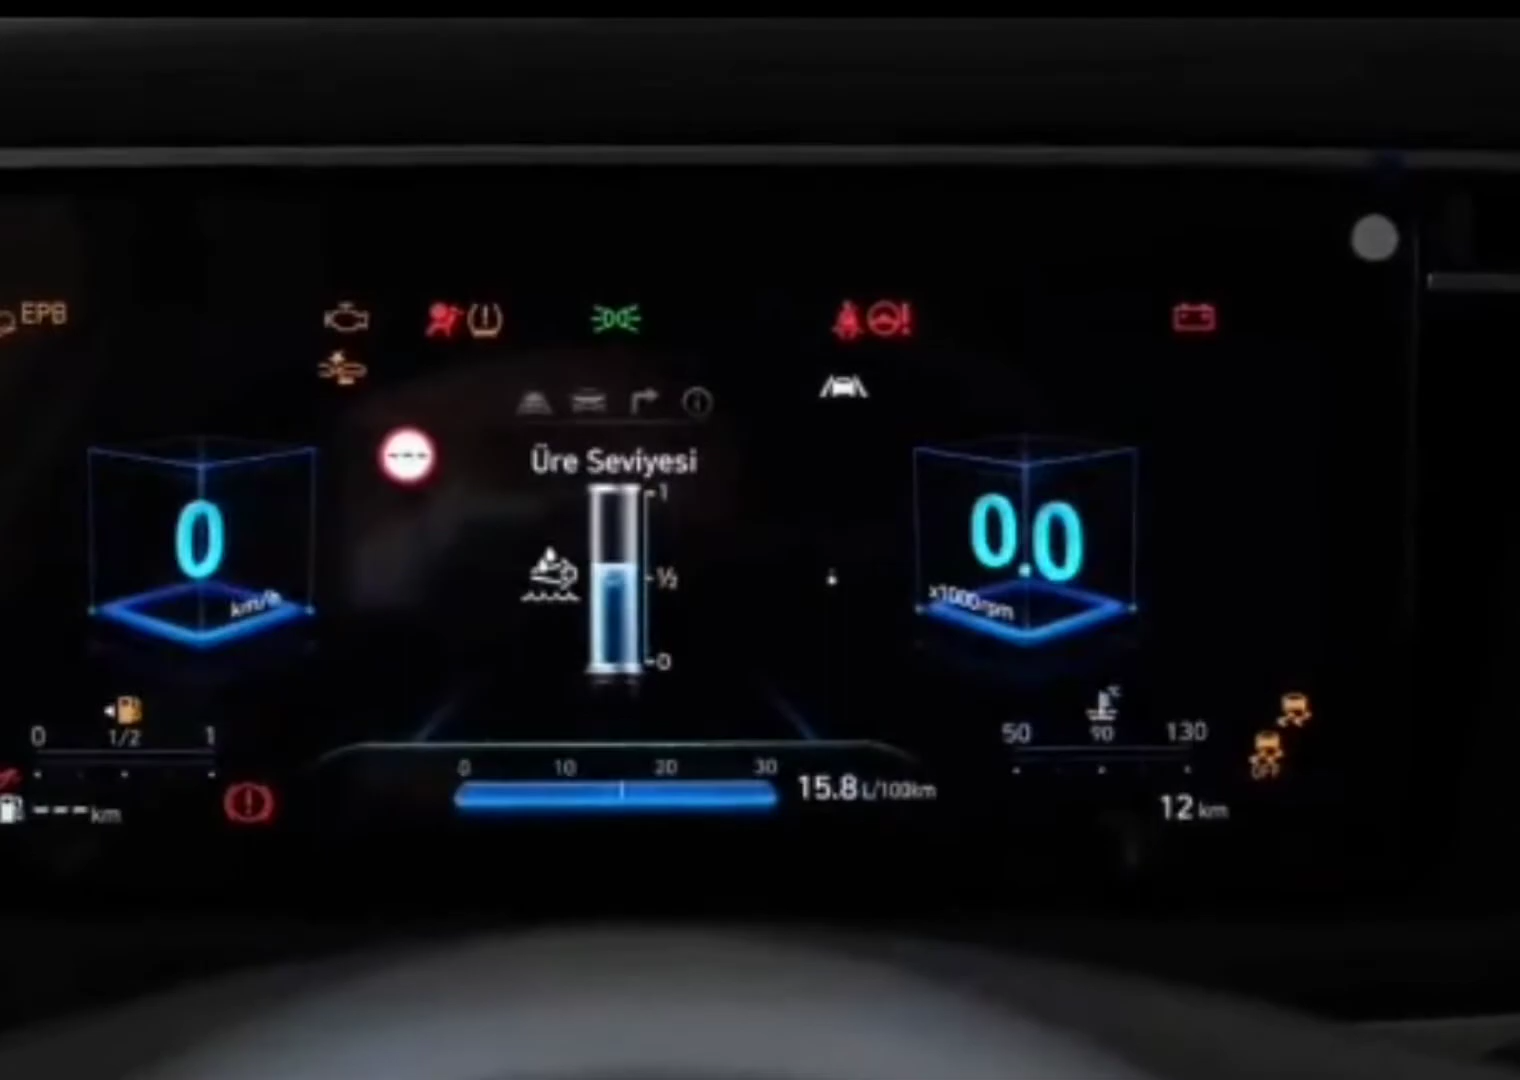 EPB
Üre Seviyesi
1
½
0
0
km/h
0.0
x1000rpm
0 1/2 1
50 90 130
°C
OFF
0 10 20 30
15.8 L/100km
---km
12 km